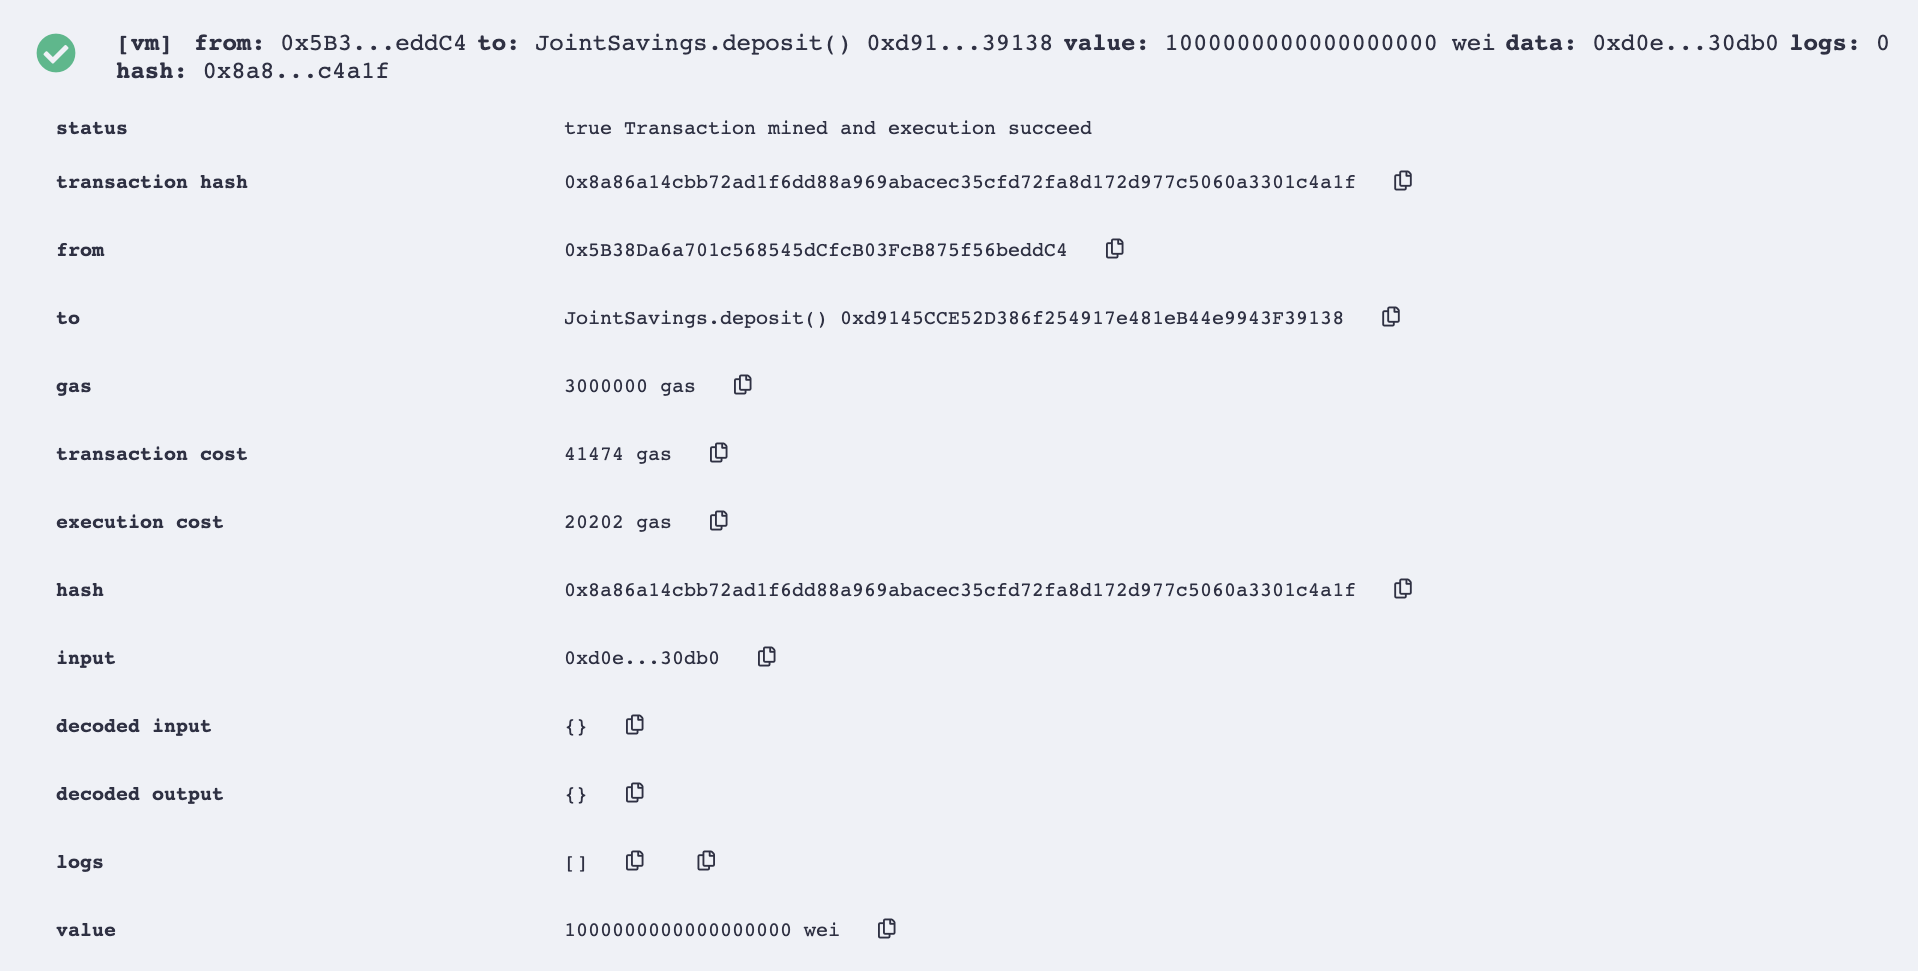 [vm] from: 0x5B3...eddC4 to: JointSavings.deposit() 0xd91...39138 value: 1000000000000000000 wei data: 0xd0e...30db0 logs: 0
hash: 0x8a8...c4a1f
status true Transaction mined and execution succeed
transaction hash 0x8a86a14cbb72ad1f6dd88a969abacec35cfd72fa8d172d977c5060a3301c4a1f
from 0x5B38Da6a701c568545dCfcB03FcB875f56beddC4
to JointSavings.deposit() 0xd9145CCE52D386f254917e481eB44e9943F39138
gas 3000000 gas
transaction cost 41474 gas
execution cost 20202 gas
hash 0x8a86a14cbb72ad1f6dd88a969abacec35cfd72fa8d172d977c5060a3301c4a1f
input 0xd0e...30db0
decoded input {}
decoded output {}
logs []
value 1000000000000000000 wei